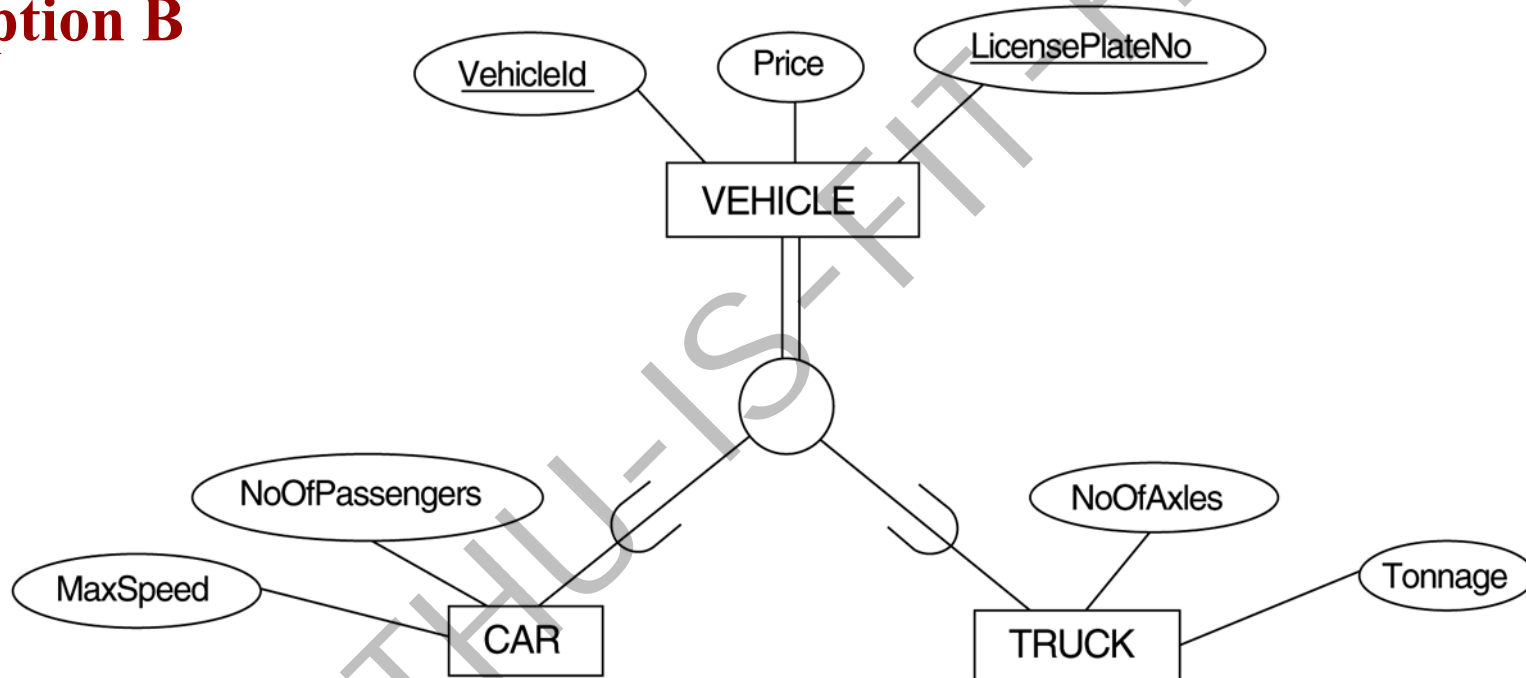 ption B
VehicleId
Price
LicensePlateNo
VEHICLE
NoOfPassengers
NoOfAxles
MaxSpeed
Tonnage
CAR
TRUCK
THU-IS-FIT-